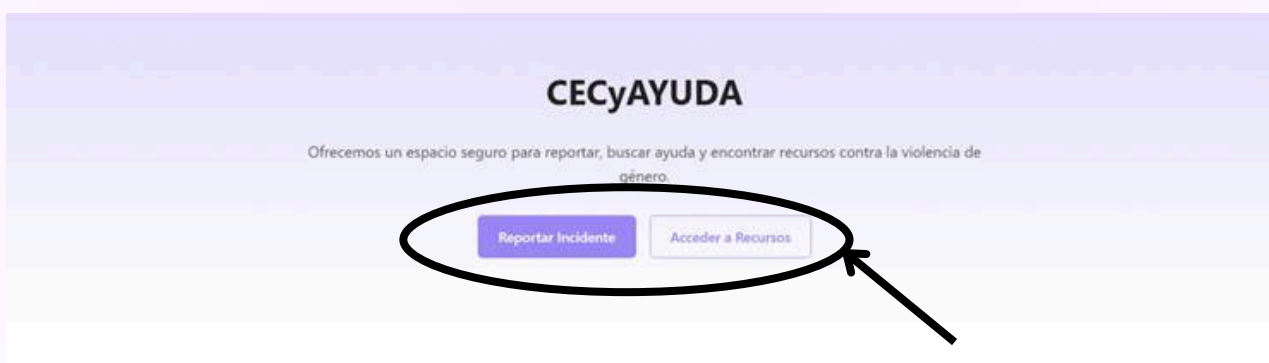 CECyAYUDA
Ofrecemos un espacio seguro para reportar, buscar ayuda y encontrar recursos contra la violencia de
género.
Reportar Incidente
Acceder a Recursos